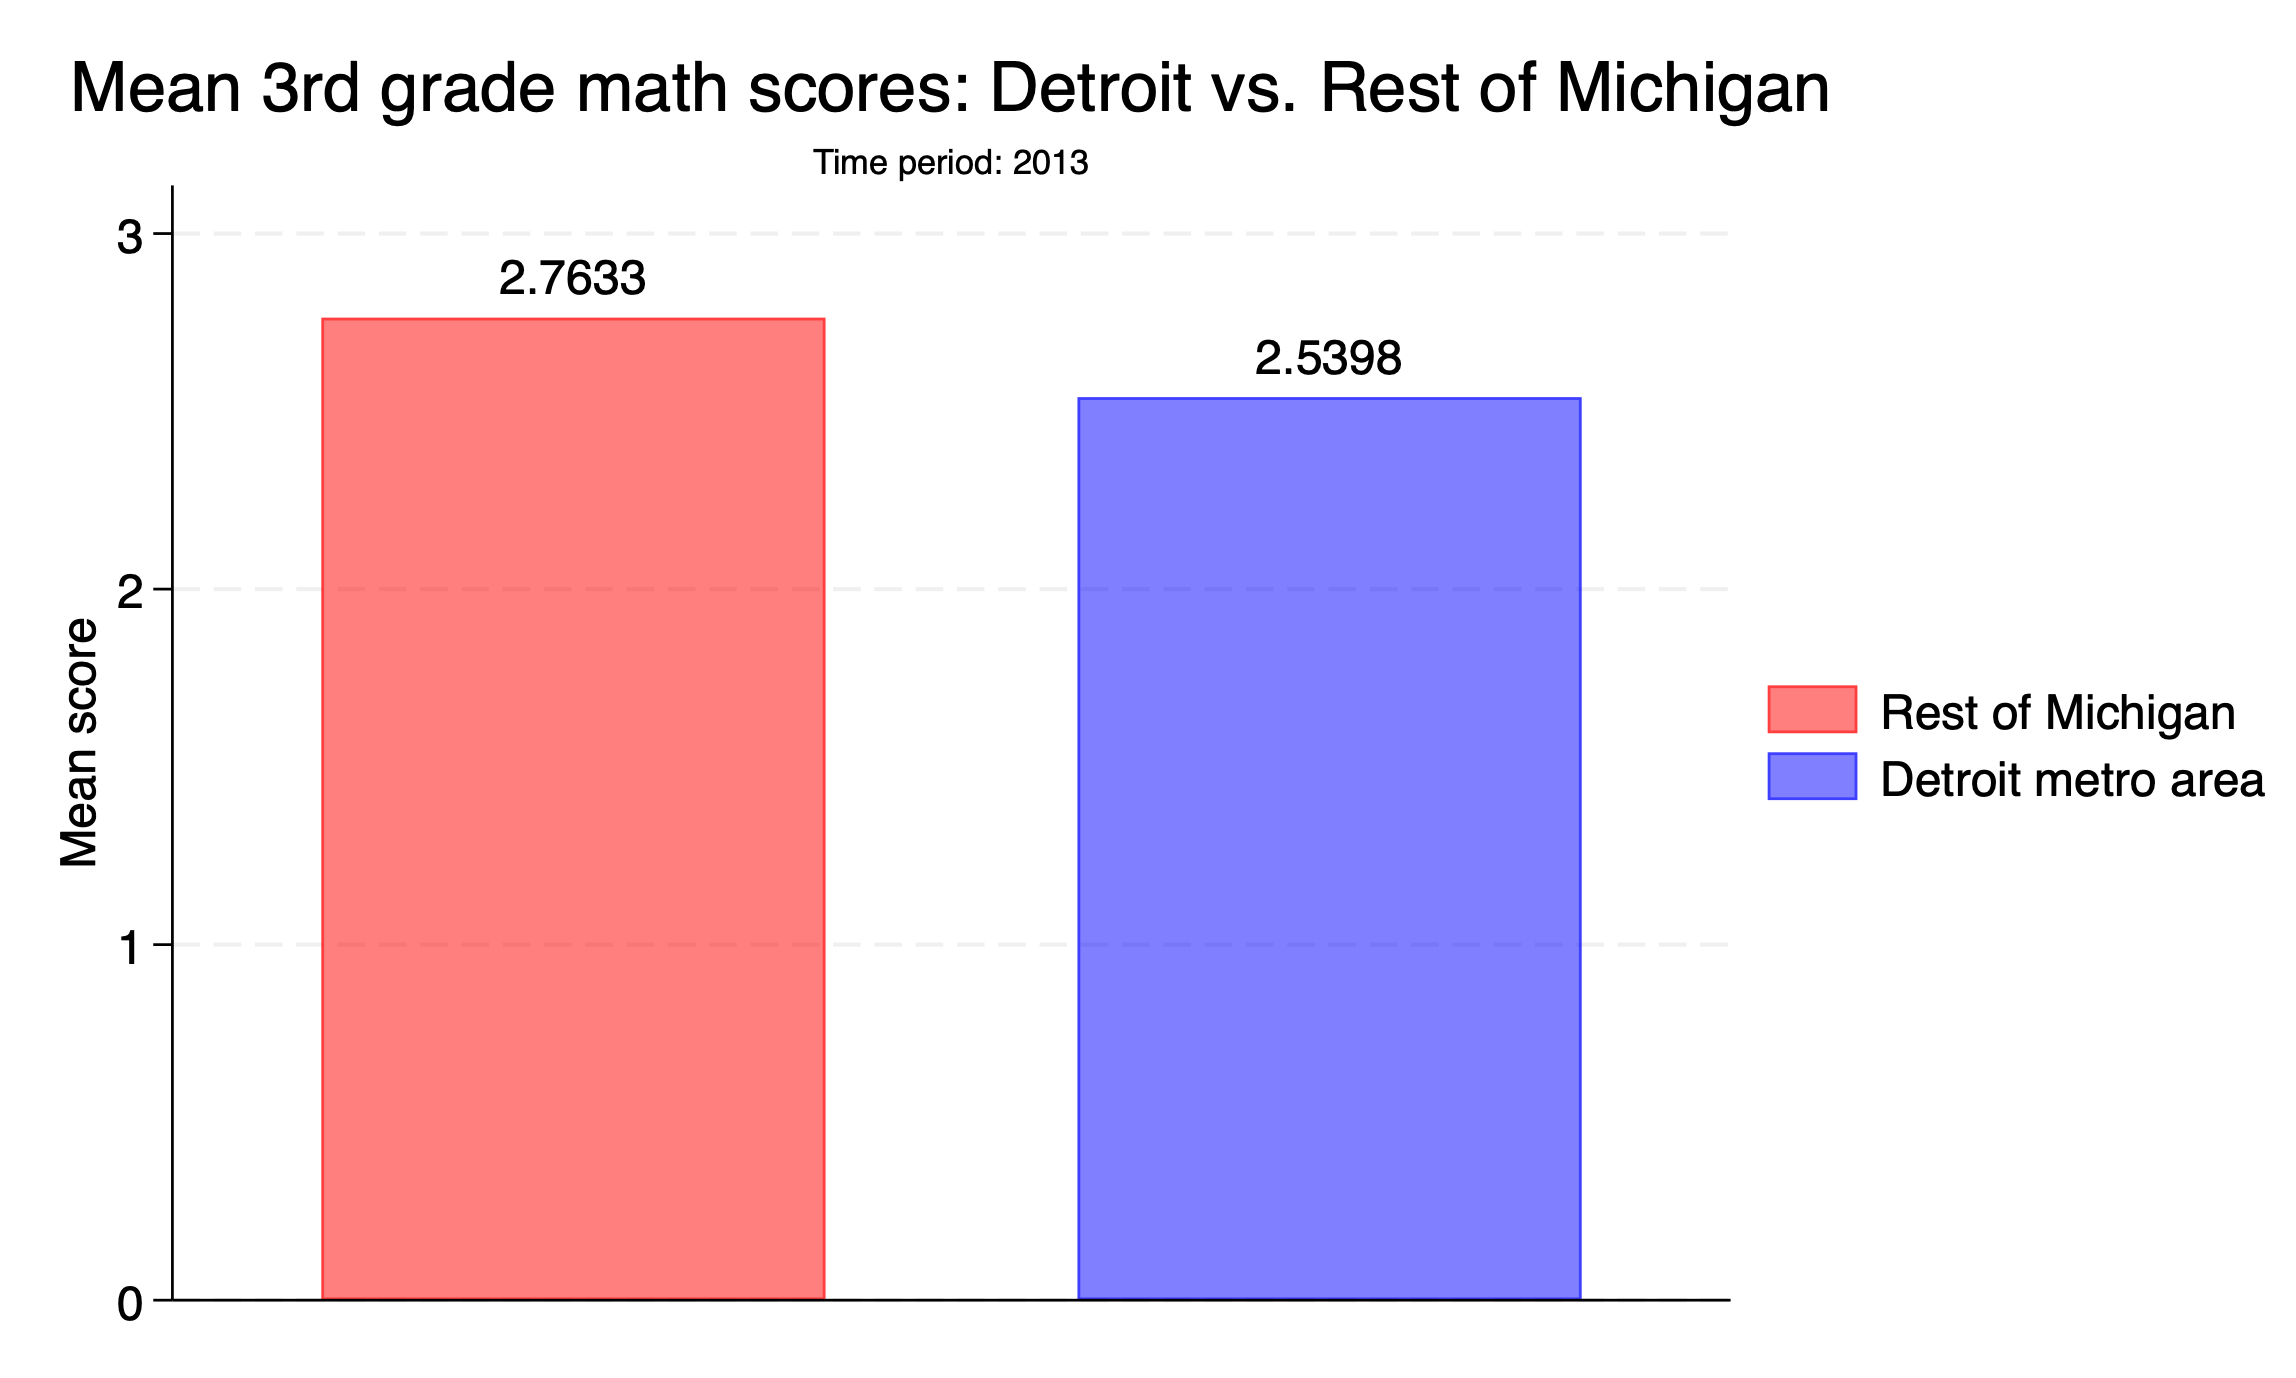 Mean 3rd grade math scores: Detroit vs. Rest of Michigan
Time period: 2013
Mean score
3
2
1
0
2.7633
2.5398
Rest of Michigan
Detroit metro area